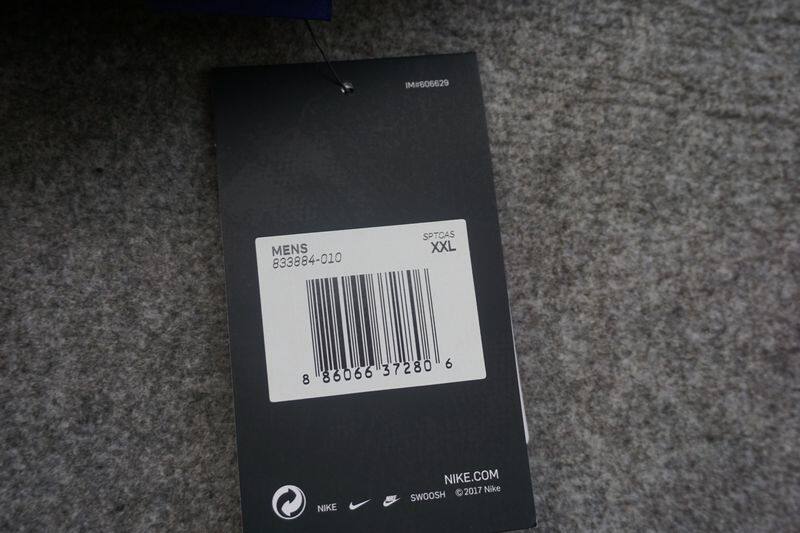 IM#606629
MENS
833884-010
SPTCAS
XXL
8 86066 37280 6
NIKE.COM
NIKE SWOOSH © 2017 Nike